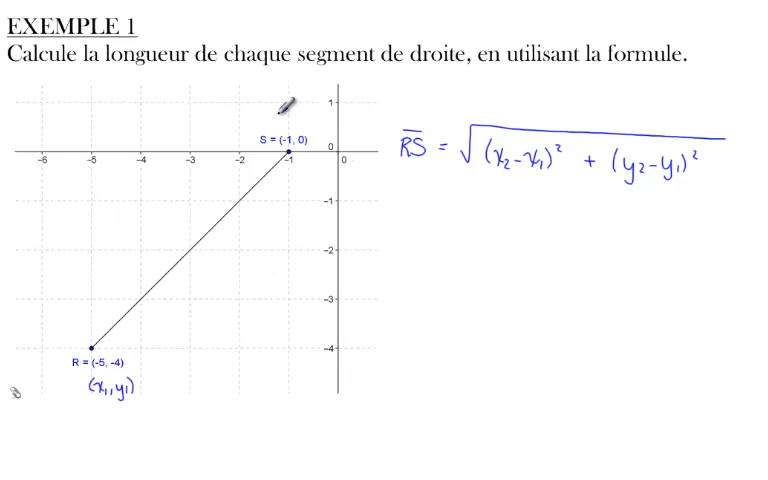 EXEMPLE 1
Calcule la longueur de chaque segment de droite, en utilisant la formule.
1
S = (-1, 0)
0
-6 -5 -4 -3 -2 -1 0
-1
-2
-3
-4
R = (-5, -4)
(x₁, y₁)
R̅S̅ = √(x₂-x₁)² + (y₂-y₁)²